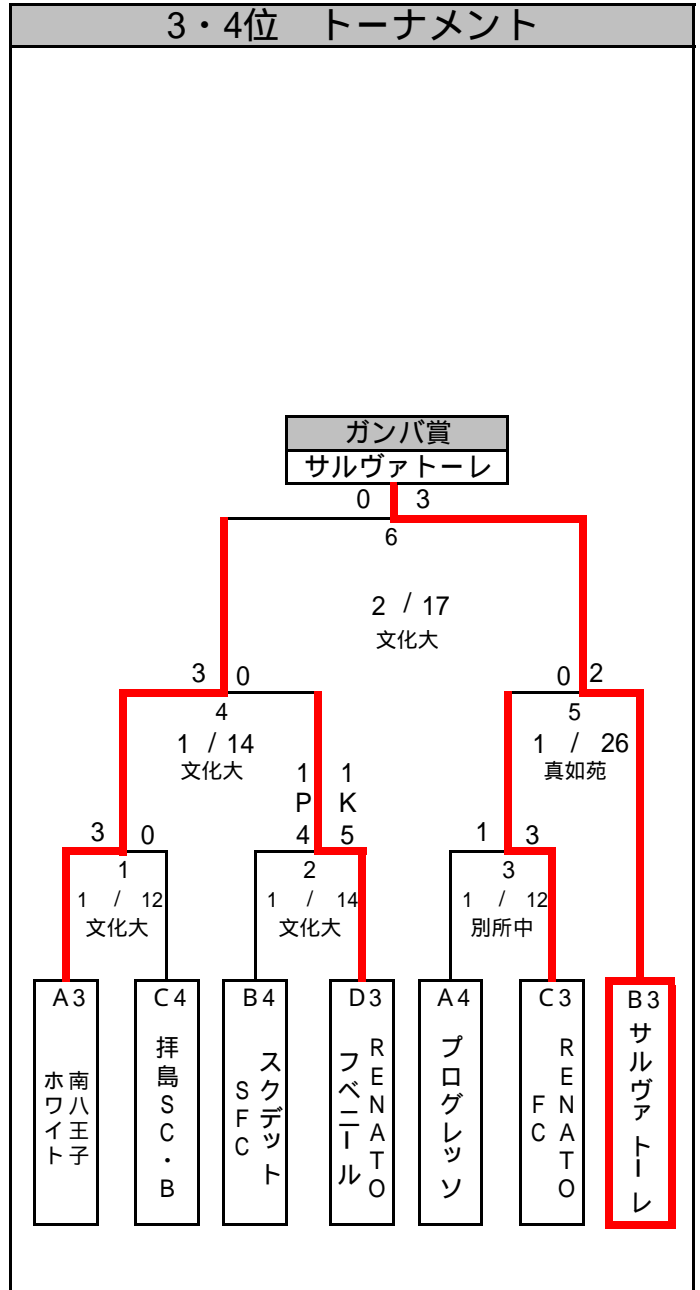 3・4位　トーナメント
ガンバ賞
サルヴァトーレ
0 3
6
2 / 17
文化大
3 0
4
1 / 14
文化大
0 2
5
1 / 26
真如苑
1 1
P K
4 5
3 0
1
1 / 12
文化大
2
1 / 14
文化大
1 3
3
1 / 12
別所中
A3
南八王子
ホワイト
C4
拝島SC・B
B4
スクデット
SFC
D3
RENATO
フベニール
A4
プログレッソ
C3
RENATO
FC
B3
サルヴァトーレ